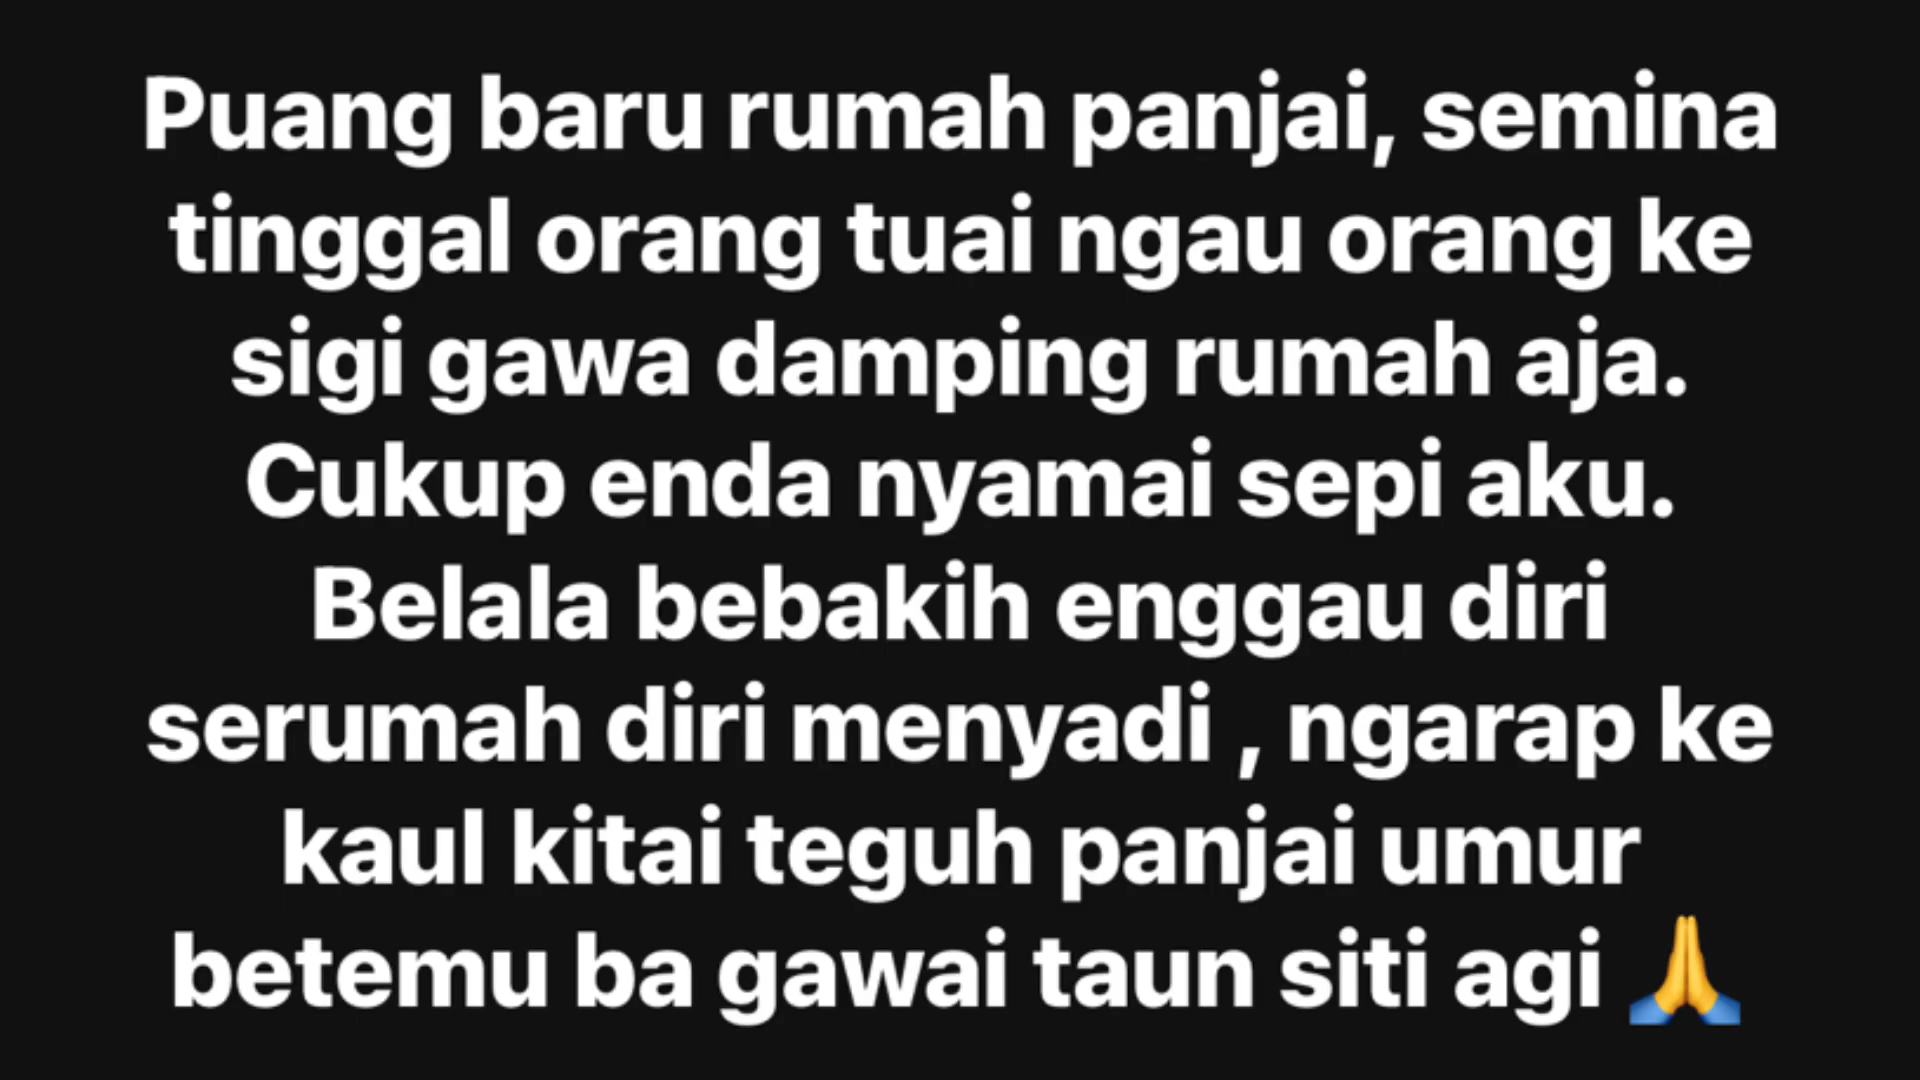 Puang baru rumah panjai, semina
tinggal orang tuai ngau orang ke
sigi gawa damping rumah aja.
Cukup enda nyamai sepi aku.
Belala bebakih enggau diri
serumah diri menyadi , ngarap ke
kaul kitai teguh panjai umur
betemu ba gawai taun siti agi 🙏